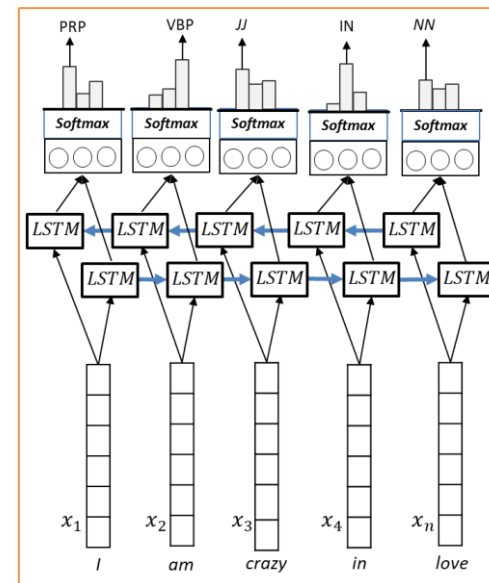 PRP VBP JJ IN NN
Softmax Softmax Softmax Softmax Softmax
LSTM LSTM LSTM LSTM LSTM
LSTM LSTM LSTM LSTM LSTM
x₁ x₂ x₃ x₄ xₙ
I am crazy in love